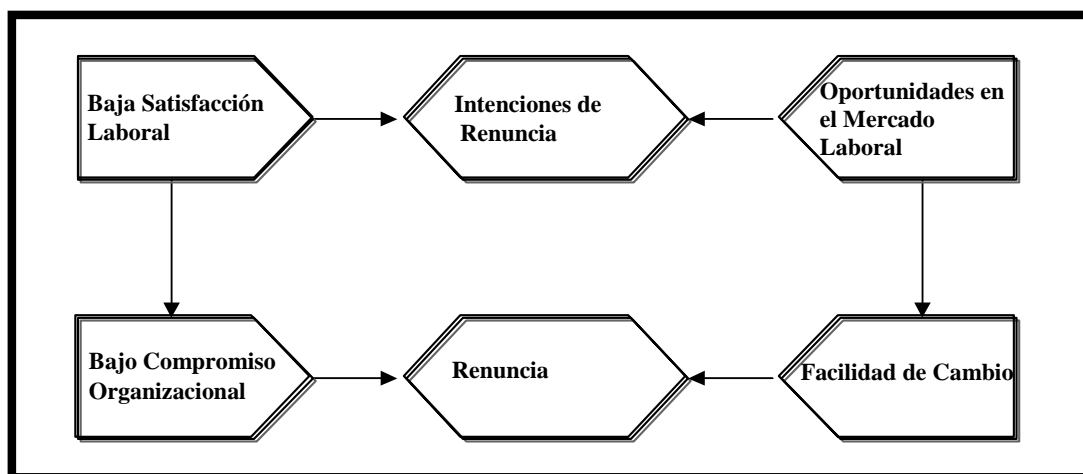 Baja Satisfacción
Laboral
Intenciones de
Renuncia
Oportunidades en
el Mercado
Laboral
Bajo Compromiso
Organizacional
Renuncia
Facilidad de Cambio